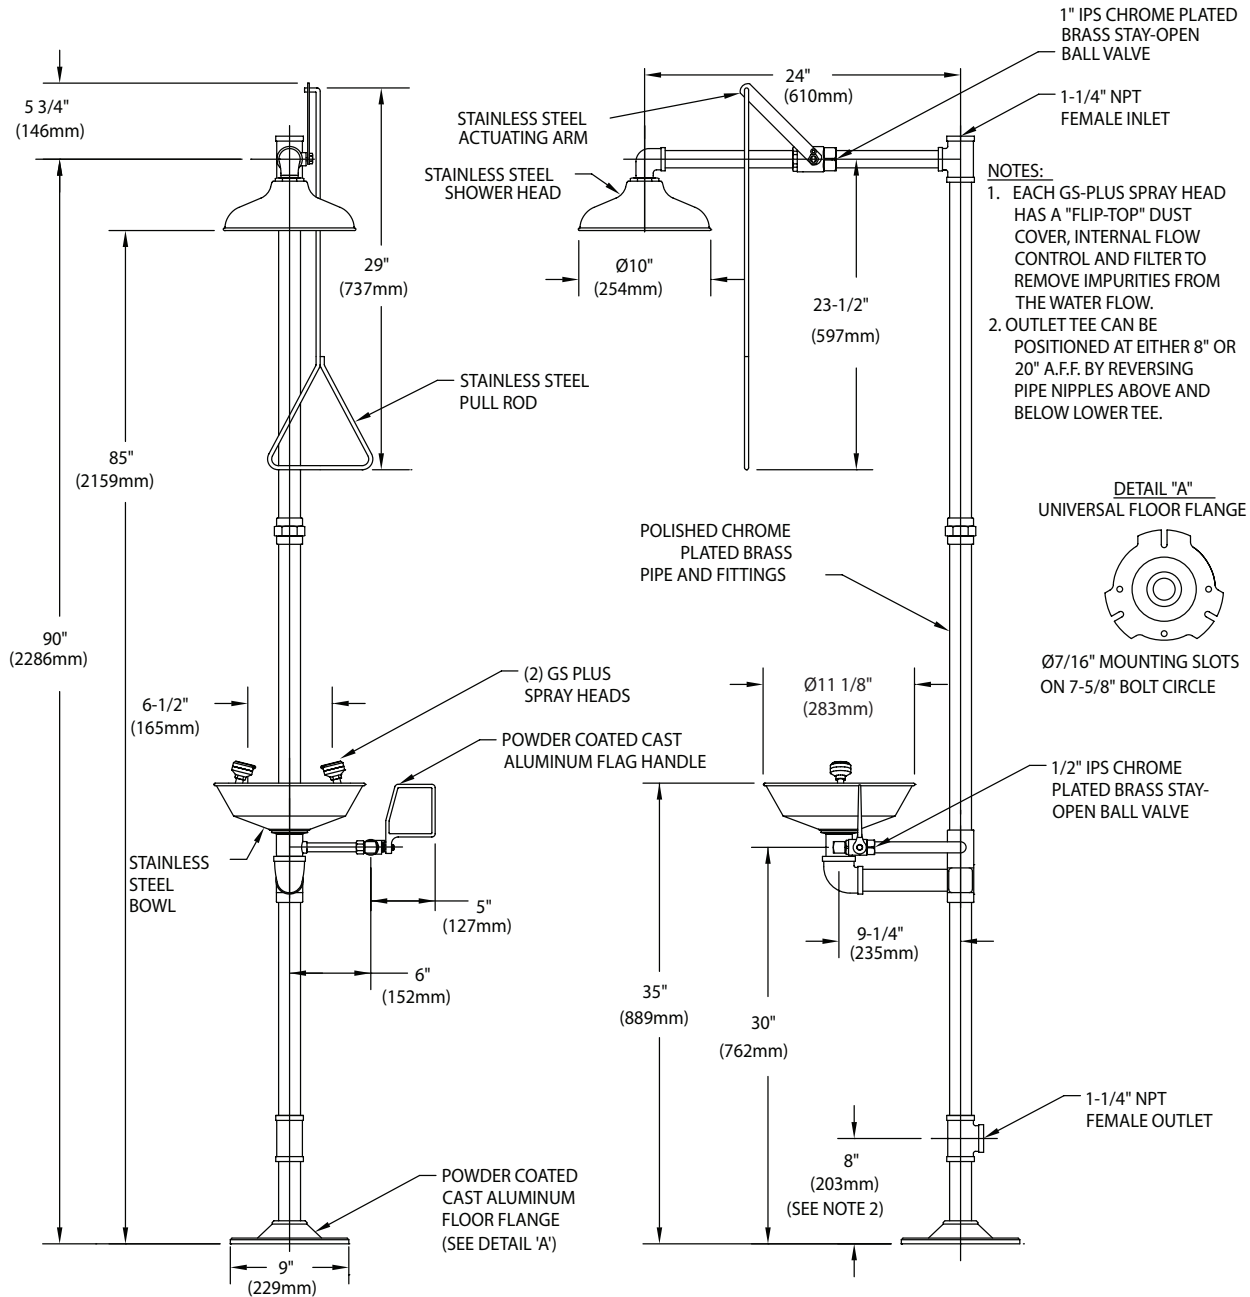 1" IPS CHROME PLATED
BRASS STAY-OPEN
BALL VALVE
5 3/4"
(146mm)
24"
(610mm)
STAINLESS STEEL
ACTUATING ARM
1-1/4" NPT
FEMALE INLET
STAINLESS STEEL
SHOWER HEAD
NOTES:
1. EACH GS-PLUS SPRAY HEAD
HAS A "FLIP-TOP" DUST
COVER, INTERNAL FLOW
CONTROL AND FILTER TO
REMOVE IMPURITIES FROM
THE WATER FLOW.
2. OUTLET TEE CAN BE
POSITIONED AT EITHER 8" OR
20" A.F.F. BY REVERSING
PIPE NIPPLES ABOVE AND
BELOW LOWER TEE.
29"
(737mm)
Ø10"
(254mm)
23-1/2"
(597mm)
STAINLESS STEEL
PULL ROD
85"
(2159mm)
DETAIL "A"
UNIVERSAL FLOOR FLANGE
POLISHED CHROME
PLATED BRASS
PIPE AND FITTINGS
Ø7/16" MOUNTING SLOTS
ON 7-5/8" BOLT CIRCLE
90"
(2286mm)
6-1/2"
(165mm)
(2) GS PLUS
SPRAY HEADS
Ø11 1/8"
(283mm)
POWDER COATED CAST
ALUMINUM FLAG HANDLE
1/2" IPS CHROME
PLATED BRASS STAY-
OPEN BALL VALVE
STAINLESS
STEEL
BOWL
5"
(127mm)
9-1/4"
(235mm)
6"
(152mm)
35"
(889mm)
30"
(762mm)
1-1/4" NPT
FEMALE OUTLET
8"
(203mm)
(SEE NOTE 2)
POWDER COATED
CAST ALUMINUM
FLOOR FLANGE
(SEE DETAIL 'A')
9"
(229mm)